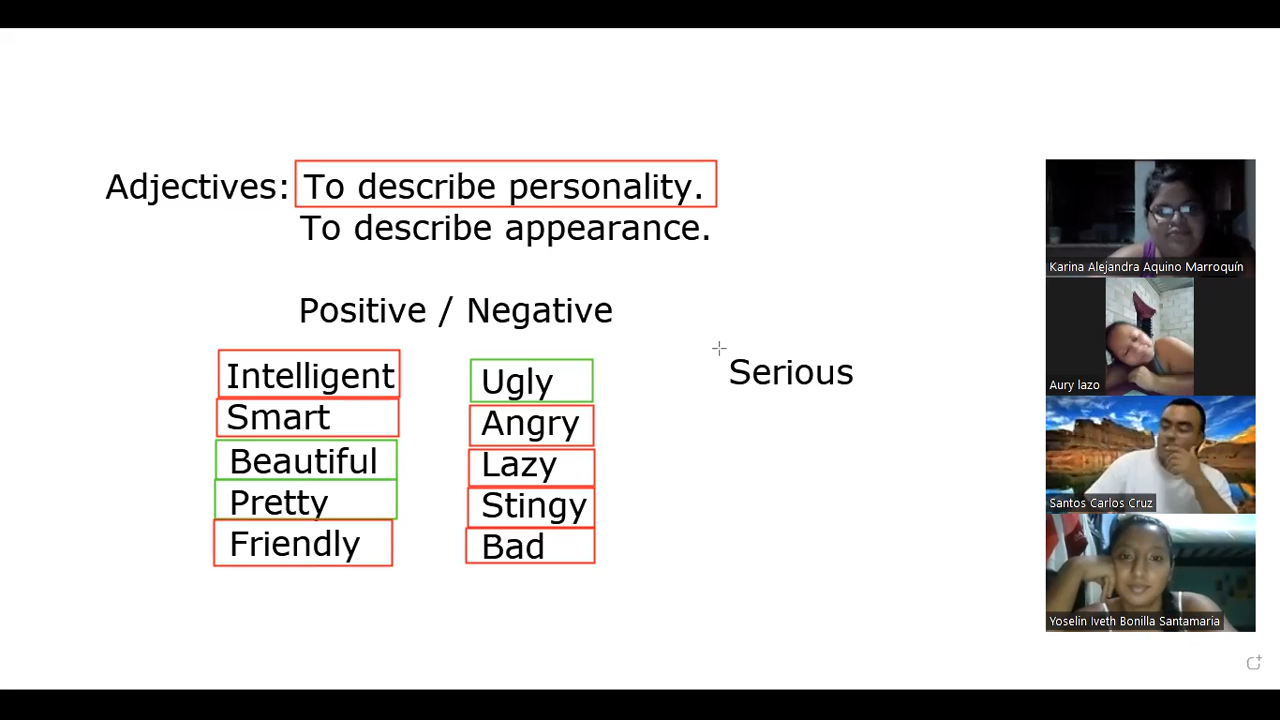 Adjectives: To describe personality.
To describe appearance.
Positive / Negative
Intelligent
Smart
Beautiful
Pretty
Friendly
Ugly
Angry
Lazy
Stingy
Bad
Serious
Karina Alejandra Aquino Marroquín
Aury lazo
Santos Carlos Cruz
Yoselin Iveth Bonilla Santamaria